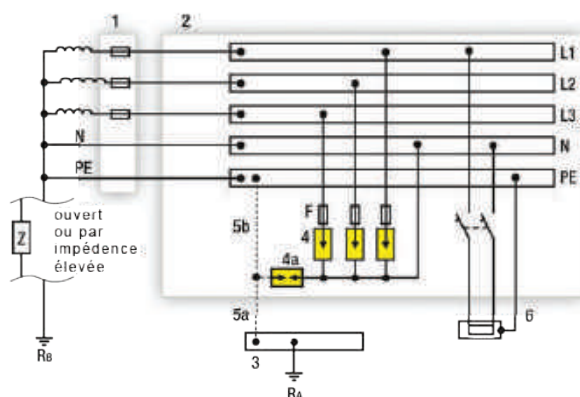 1
2
L1
L2
L3
N
N
PE
PE
Z
ouvert
ou par
impédence
élevée
F
4
5b
4a
5a
3
6
RB
RA